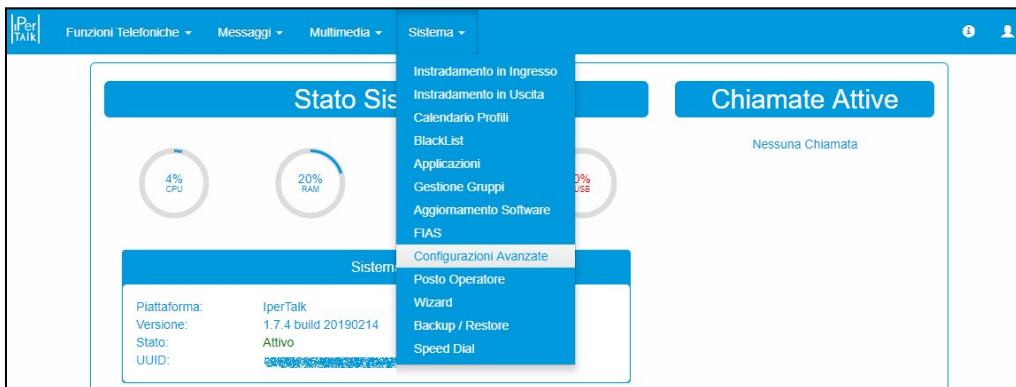 iPer
TAlk
Funzioni Telefoniche
Messaggi
Multimedia
Sistema
Stato Sis
4%
CPU
20%
RAM
0%
USB
Instradamento in Ingresso
Instradamento in Uscita
Calendario Profili
BlackList
Applicazioni
Gestione Gruppi
Aggiornamento Software
FIAS
Configurazioni Avanzate
Posto Operatore
Wizard
Backup / Restore
Speed Dial
Chiamate Attive
Nessuna Chiamata
Sistema
Piattaforma: IperTalk
Versione: 1.7.4 build 20190214
Stato: Attivo
UUID: